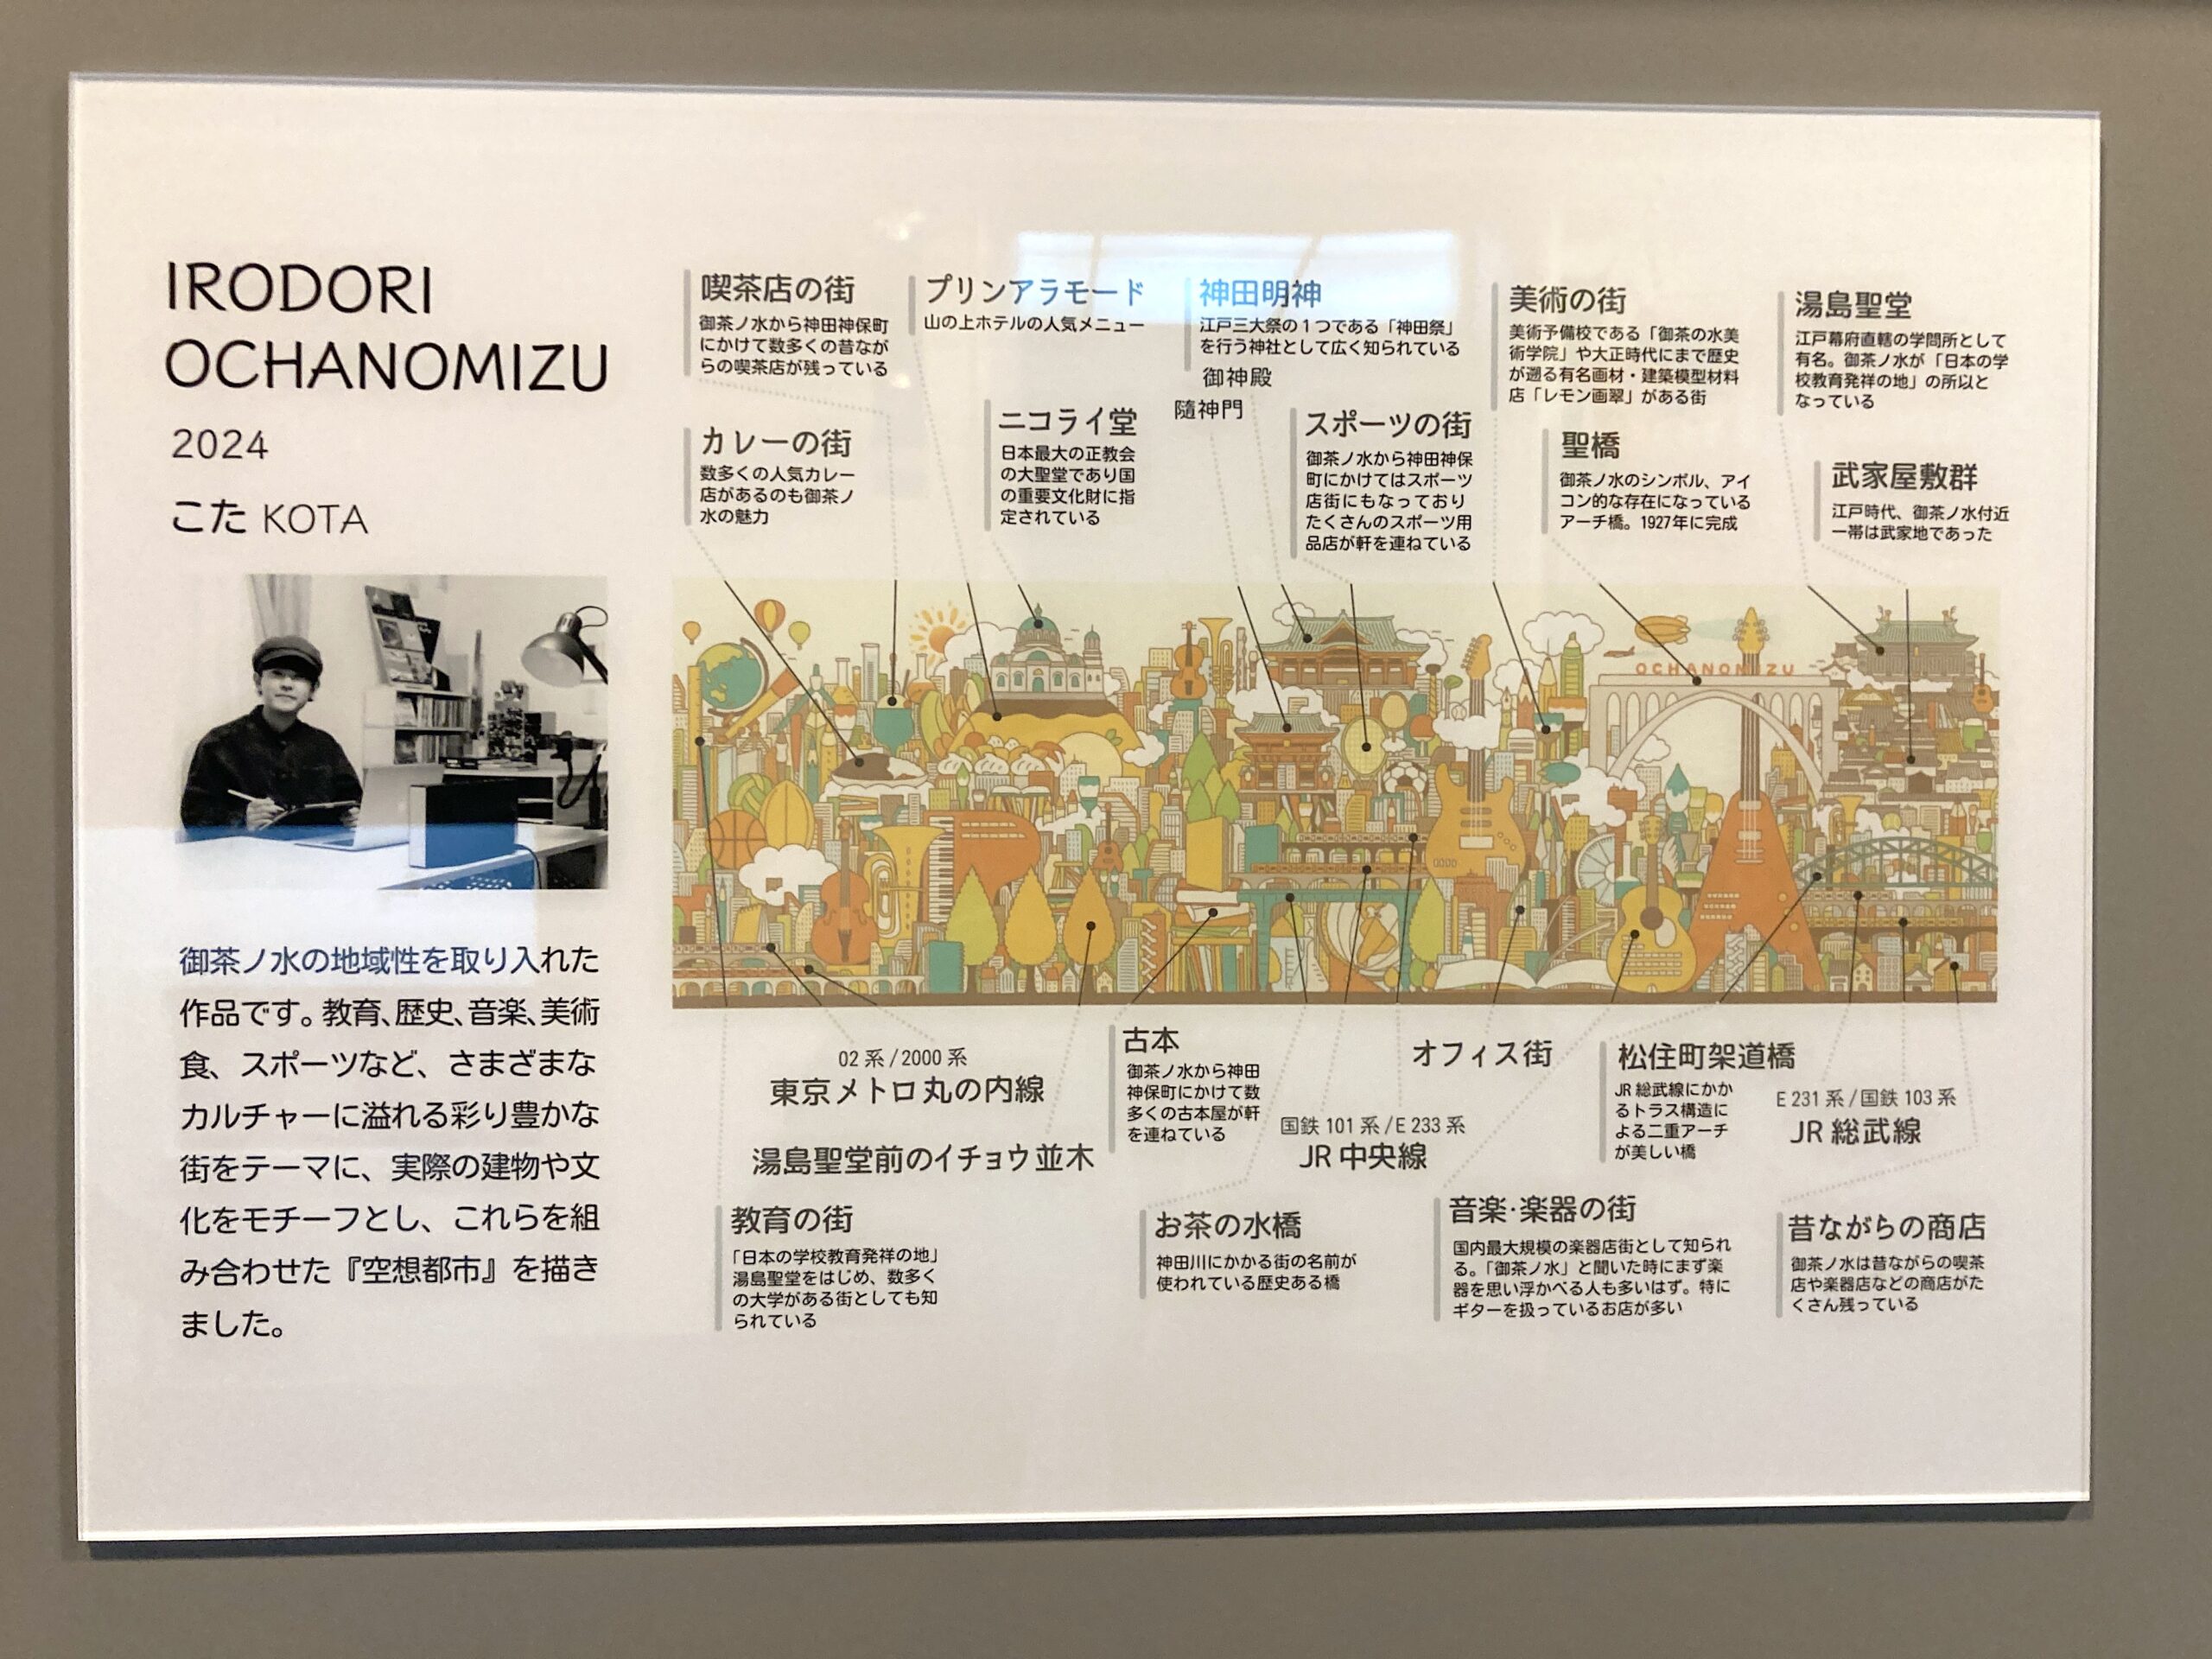 IRODORI
OCHANOMIZU
2024
こた KOTA
御茶ノ水の地域性を取り入れた
作品です。教育、歴史、音楽、美術
食、スポーツなど、さまざまな
カルチャーに溢れる彩り豊かな
街をテーマに、実際の建物や文
化をモチーフとし、これらを組
み合わせた『空想都市』を描き
ました。
喫茶店の街
御茶ノ水から神田神保町
にかけて数多くの昔なが
らの喫茶店が残っている
プリンアラモード
山の上ホテルの人気メニュー
神田明神
江戸三大祭の1つである「神田祭」
を行う神社として広く知られている
御神殿
隨神門
美術の街
美術予備校である「御茶の水美
術学院」や大正時代にまで歴史
が遡る有名画材・建築模型材料
店「レモン画翠」がある街
湯島聖堂
江戸幕府直轄の学問所として
有名。御茶ノ水が「日本の学
校教育発祥の地」の所以と
なっている
カレーの街
数多くの人気カレー
店があるのも御茶ノ
水の魅力
ニコライ堂
日本最大の正教会
の大聖堂であり国
の重要文化財に指
定されている
スポーツの街
御茶ノ水から神田神保
町にかけてはスポーツ
店街にもなっており
たくさんのスポーツ用
品店が軒を連ねている
聖橋
御茶ノ水のシンボル、アイ
コン的な存在になっている
アーチ橋。1927年に完成
武家屋敷群
江戸時代、御茶ノ水付近
一帯は武家地であった
OCHANOMIZU
02 系 / 2000 系
東京メトロ丸の内線
湯島聖堂前のイチョウ並木
古本
御茶ノ水から神田
神保町にかけて数
多くの古本屋が軒
を連ねている
国鉄 101 系 / E 233 系
JR 中央線
オフィス街
松住町架道橋
JR 総武線にかか
るトラス構造に
よる二重アーチ
が美しい橋
E 231 系 / 国鉄 103 系
JR 総武線
教育の街
「日本の学校教育発祥の地」
湯島聖堂をはじめ、数多く
の大学がある街としても知
られている
お茶の水橋
神田川にかかる街の名前が
使われている歴史ある橋
音楽・楽器の街
国内最大規模の楽器店街として知られ
る。「御茶ノ水」と聞いた時にまず楽
器を思い浮かべる人も多いはず。特に
ギターを扱っているお店が多い
昔ながらの商店
御茶ノ水は昔ながらの喫茶
店や楽器店などの商店がた
くさん残っている